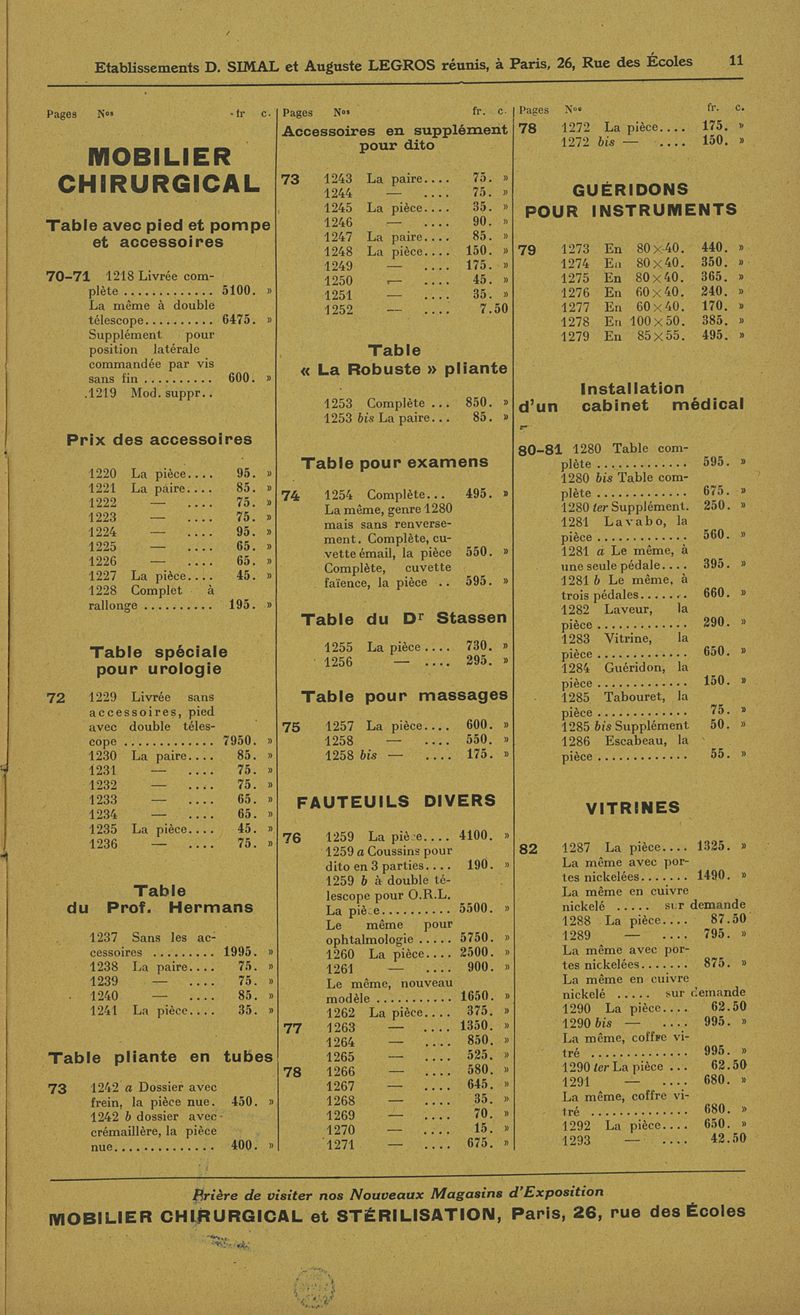 Etablissements D. SIMAL et Auguste LEGROS réunis, à Paris, 26, Rue des Écoles 11
Pages Nos fr c.
MOBILIER
CHIRURGICAL
Table avec pied et pompe
et accessoires
70-71 1218 Livrée com-
plète ............. 5100. »
La même à double
télescope.......... 6475. »
Supplément pour
position latérale
commandée par vis
sans fin .......... 600. »
1219 Mod. suppr..
Prix des accessoires
1220 La pièce.... 95. »
1221 La paire.... 85. »
1222 — .... 75. »
1223 — .... 75. »
1224 — .... 95. »
1225 — .... 65. »
1226 — .... 65. »
1227 La pièce.... 45. »
1228 Complet à
rallonge .......... 195. »
Table spéciale
pour urologie
72 1229 Livrée sans
accessoires, pied
avec double téles-
cope ............. 7950. »
1230 La paire.... 85. »
1231 — .... 75. »
1232 — .... 75. »
1233 — .... 65. »
1234 — .... 65. »
1235 La pièce.... 45. »
1236 — .... 75. »
Table
du Prof. Hermans
1237 Sans les ac-
cessoires ......... 1995. »
1238 La paire.... 75. »
1239 — .... 75. »
1240 — .... 85. »
1241 La pièce.... 35. »
Table pliante en tubes
73 1242 a Dossier avec
frein, la pièce nue. 450. »
1242 b dossier avec
crémaillère, la pièce
nue.............. 400. »
Pages Nos fr. c.
Accessoires en supplément
pour dito
73 1243 La paire.... 75. »
1244 — .... 75. »
1245 La pièce.... 35. »
1246 — .... 90. »
1247 La paire.... 85. »
1248 La pièce.... 150. »
1249 — .... 175. »
1250 — .... 45. »
1251 — .... 35. »
1252 — .... 7.50
Table
« La Robuste » pliante
1253 Complète ... 850. »
1253 bis La paire... 85. »
Table pour examens
74 1254 Complète... 495. »
La même, genre 1280
mais sans renverse-
ment. Complète, cu-
vette émail, la pièce 550. »
Complète, cuvette
faïence, la pièce .. 595. »
Table du Dr Stassen
1255 La pièce .... 730. »
1256 — .... 295. »
Table pour massages
75 1257 La pièce.... 600. »
1258 — .... 550. »
1258 bis — .... 175. »
FAUTEUILS DIVERS
76 1259 La piè e.... 4100. »
1259 a Coussins pour
dito en 3 parties.... 190. »
1259 b à double té-
lescope pour O.R.L.
La piè e.......... 5500. »
Le même pour
ophtalmologie ..... 5750. »
1260 La pièce.... 2500. »
1261 — .... 900. »
Le même, nouveau
modèle ........... 1650. »
1262 La pièce.... 375. »
77 1263 — .... 1350. »
1264 — .... 850. »
1265 — .... 525. »
78 1266 — .... 580. »
1267 — .... 645. »
1268 — .... 35. »
1269 — .... 70. »
1270 — .... 15. »
1271 — .... 675. »
Pages Nos fr. c.
78 1272 La pièce.... 175. »
1272 bis — .... 150. »
GUÉRIDONS
POUR INSTRUMENTS
79 1273 En 80×40. 440. »
1274 En 80×40. 350. »
1275 En 80×40. 365. »
1276 En 60×40. 240. »
1277 En 60×40. 170. »
1278 En 100×50. 385. »
1279 En 85×55. 495. »
Installation
d'un cabinet médical
80-81 1280 Table com-
plète ............. 595. »
1280 bis Table com-
plète ............. 675. »
1280 ter Supplément. 250. »
1281 Lavabo, la
pièce ............. 560. »
1281 a Le même, à
une seule pédale.... 395. »
1281 b Le même, à
trois pédales....... 660. »
1282 Laveur, la
pièce ............. 290. »
1283 Vitrine, la
pièce ............. 650. »
1284 Guéridon, la
pièce ............. 150. »
1285 Tabouret, la
pièce ............. 75. »
1285 bis Supplément 50. »
1286 Escabeau, la
pièce ............. 55. »
VITRINES
82 1287 La pièce.... 1325. »
La même avec por-
tes nickelées....... 1490. »
La même en cuivre
nickelé ..... sur demande
1288 La pièce.... 87.50
1289 — .... 795. »
La même avec por-
tes nickelées....... 875. »
La même en cuivre
nickelé ..... sur demande
1290 La pièce.... 62.50
1290 bis — .... 995. »
La même, coffre vi-
tré .............. 995. »
1290 ter La pièce ... 62.50
1291 — .... 680. »
La même, coffre vi-
tré .............. 680. »
1292 La pièce.... 650. »
1293 — .... 42.50
Prière de visiter nos Nouveaux Magasins d'Exposition
MOBILIER CHIRURGICAL et STÉRILISATION, Paris, 26, rue des Écoles